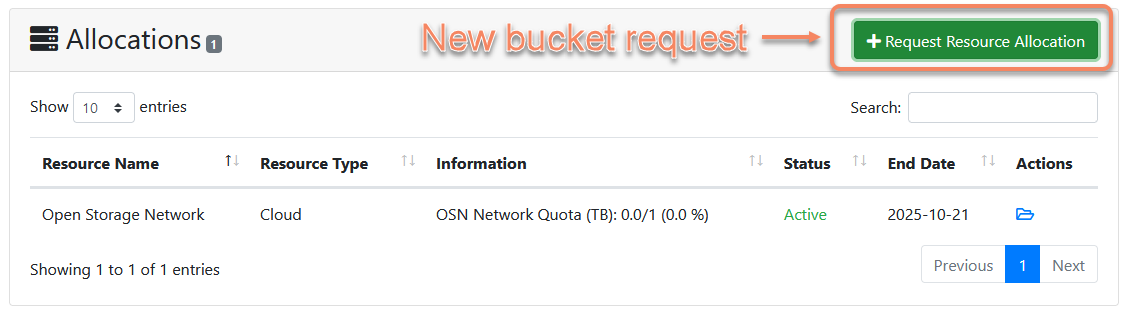 Allocations 1
New bucket request
Request Resource Allocation
Show 10 entries
Search:
Resource Name Resource Type Information Status End Date Actions
Open Storage Network Cloud OSN Network Quota (TB): 0.0/1 (0.0 %) Active 2025-10-21
Showing 1 to 1 of 1 entries
Previous 1 Next